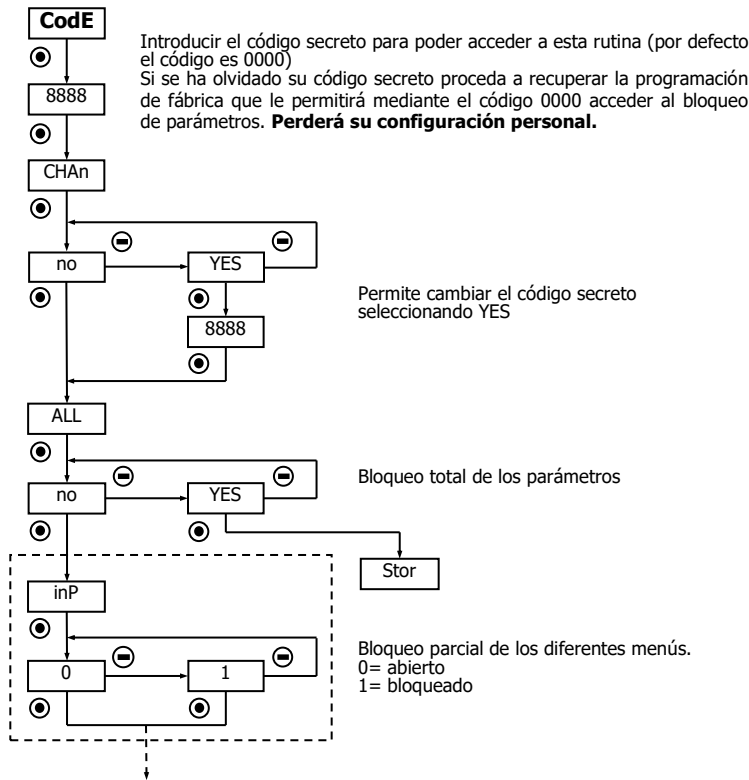 CodE
Introducir el código secreto para poder acceder a esta rutina (por defecto
el código es 0000)
Si se ha olvidado su código secreto proceda a recuperar la programación
de fábrica que le permitirá mediante el código 0000 acceder al bloqueo
de parámetros. Perderá su configuración personal.
8888
CHAn
no
YES
Permite cambiar el código secreto
seleccionando YES
8888
ALL
Bloqueo total de los parámetros
no
YES
Stor
inP
Bloqueo parcial de los diferentes menús.
0= abierto
1= bloqueado
0
1